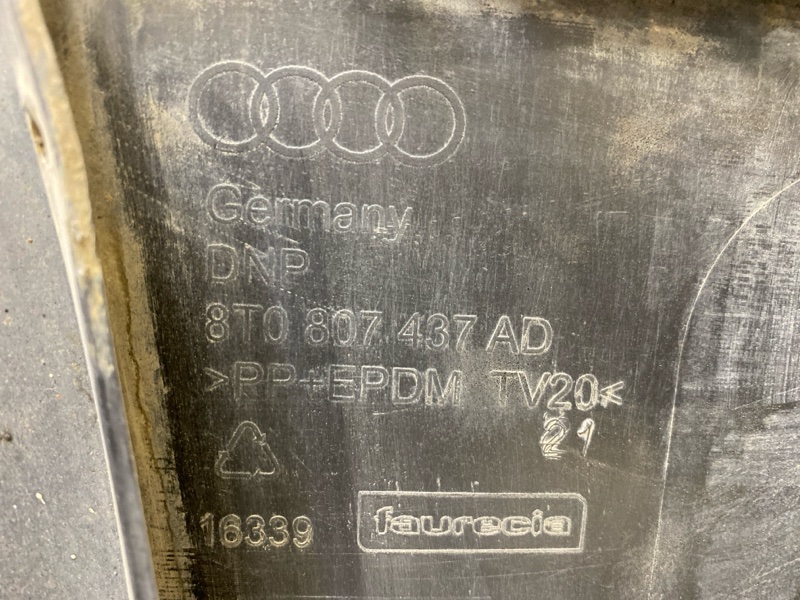 Germany
DNP
8T0 807 437 AD
>PP+EPDM TV20<
21
16339
faurecia